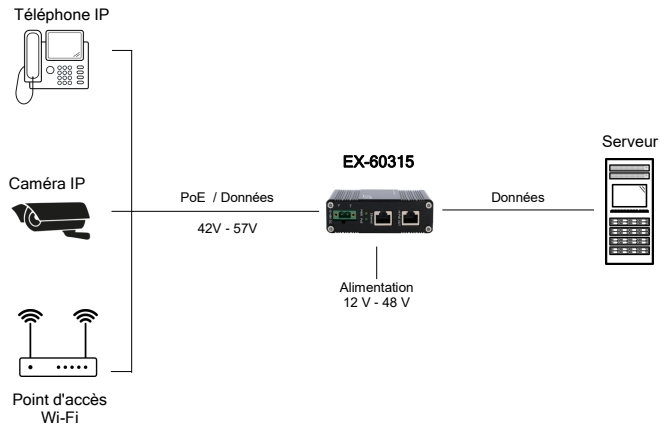 Téléphone IP
EX-60315
Serveur
Caméra IP
PoE / Données
Données
42V - 57V
Alimentation
12 V - 48 V
Point d'accès
Wi-Fi